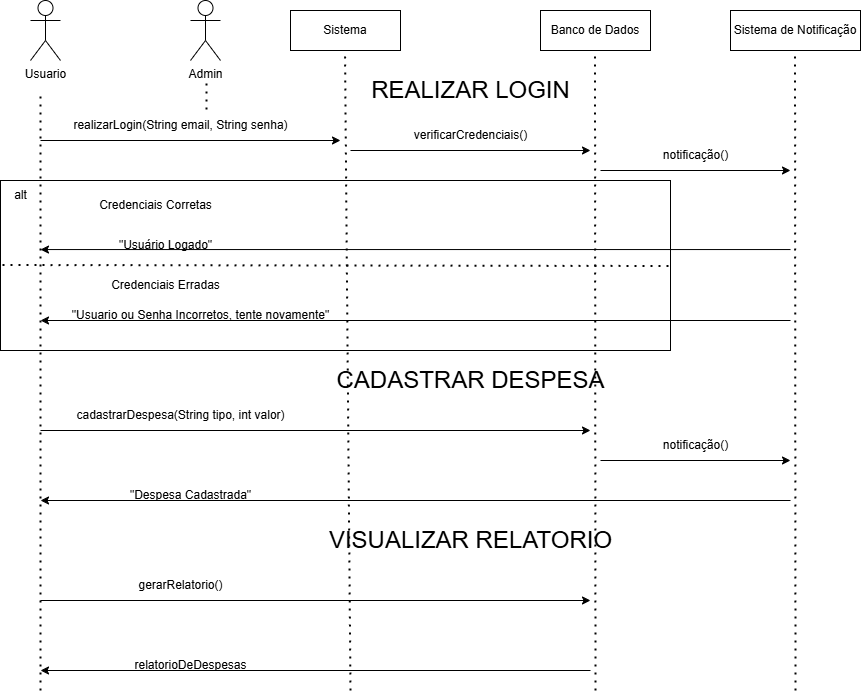 Usuario
Admin
Sistema
Banco de Dados
Sistema de Notificação
REALIZAR LOGIN
realizarLogin(String email, String senha)
verificarCredenciais()
notificação()
alt
Credenciais Corretas
"Usuário Logado"
Credenciais Erradas
"Usuario ou Senha Incorretos, tente novamente"
CADASTRAR DESPESA
cadastrarDespesa(String tipo, int valor)
notificação()
"Despesa Cadastrada"
VISUALIZAR RELATORIO
gerarRelatorio()
relatorioDeDespesas